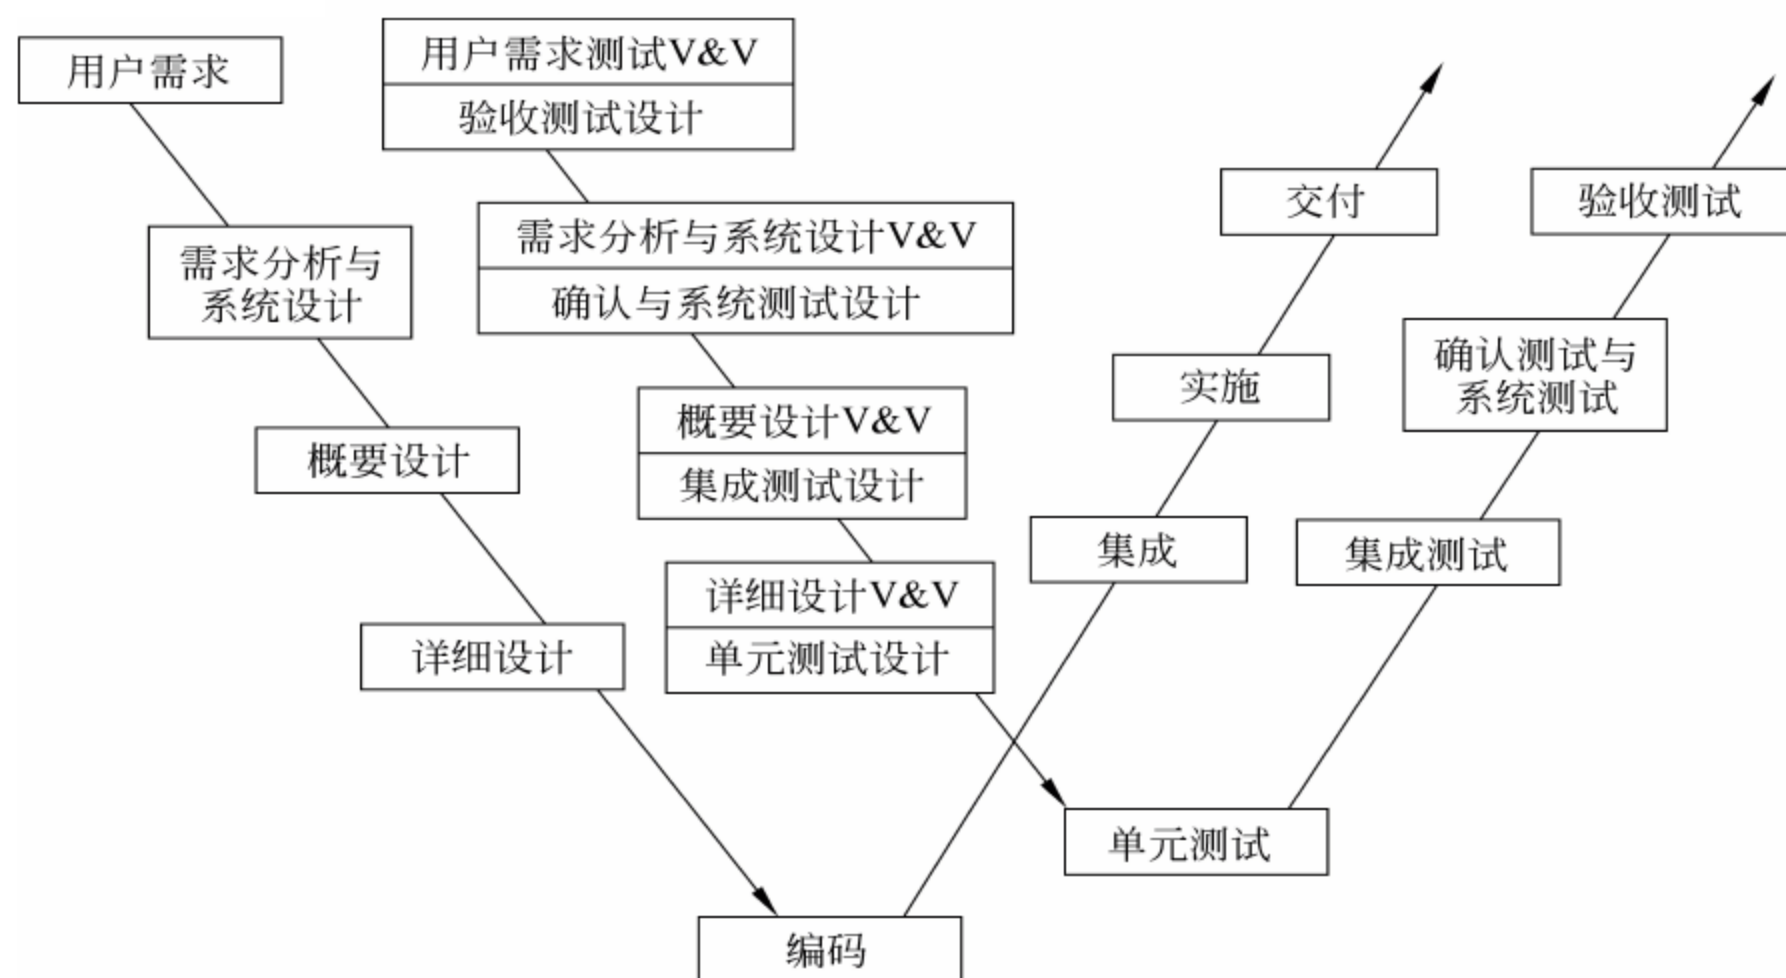 用户需求
用户需求测试V&V
验收测试设计
交付
验收测试
需求分析与
系统设计
需求分析与系统设计V&V
确认与系统测试设计
实施
确认测试与
系统测试
概要设计
概要设计V&V
集成测试设计
集成
集成测试
详细设计
详细设计V&V
单元测试设计
单元测试
编码